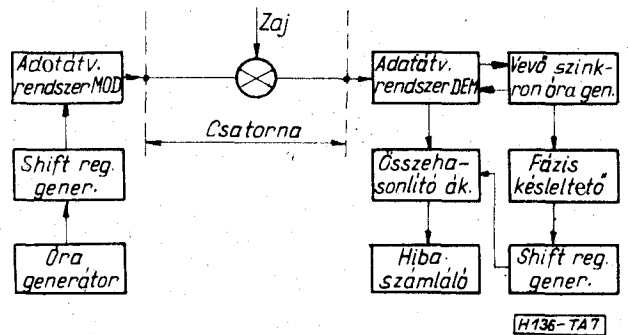 Zaj
Adotátv.
rendszer MOD
Adatátv.
rendszer DEM
Vevő szink-
ron óra gen.
Csatorna
Shift reg.
gener.
Összeha-
sonlító ák.
Fázis
késleltető
Óra
generátor
Hiba-
számláló
Shift reg.
gener.
H136-TA7